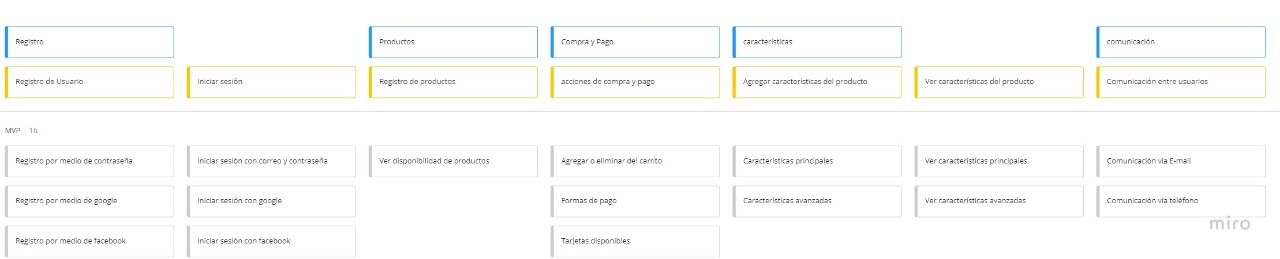 Registro
Productos
Compra y Pago
características
comunicación
Registro de Usuario
Iniciar sesión
Registro de productos
acciones de compra y pago
Agregar características del producto
Ver características del producto
Comunicación entre usuarios
MVP | 16
Registro por medio de contraseña
Iniciar sesión con correo y contraseña
Ver disponibilidad de productos
Agregar o eliminar del carrito
Características principales
Ver características principales
Comunicación vía E-mail
Registro por medio de google
Iniciar sesión con google
Formas de pago
Características avanzadas
Ver características avanzadas
Comunicación vía teléfono
Registro por medio de facebook
Iniciar sesión con facebook
Tarjetas disponibles
miro